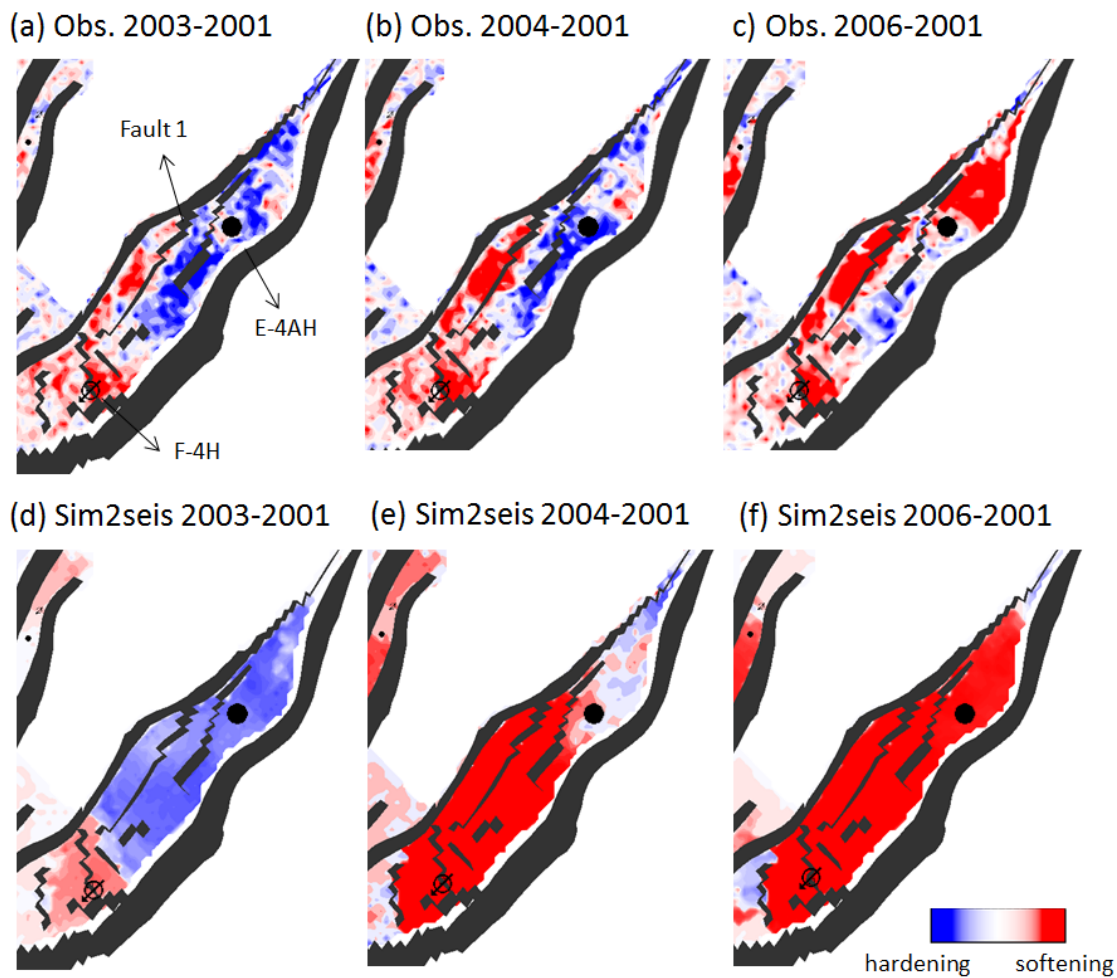 (a) Obs. 2003-2001
(b) Obs. 2004-2001
(c) Obs. 2006-2001
Fault 1
E-4AH
F-4H
(d) Sim2seis 2003-2001
(e) Sim2seis 2004-2001
(f) Sim2seis 2006-2001
hardening
softening